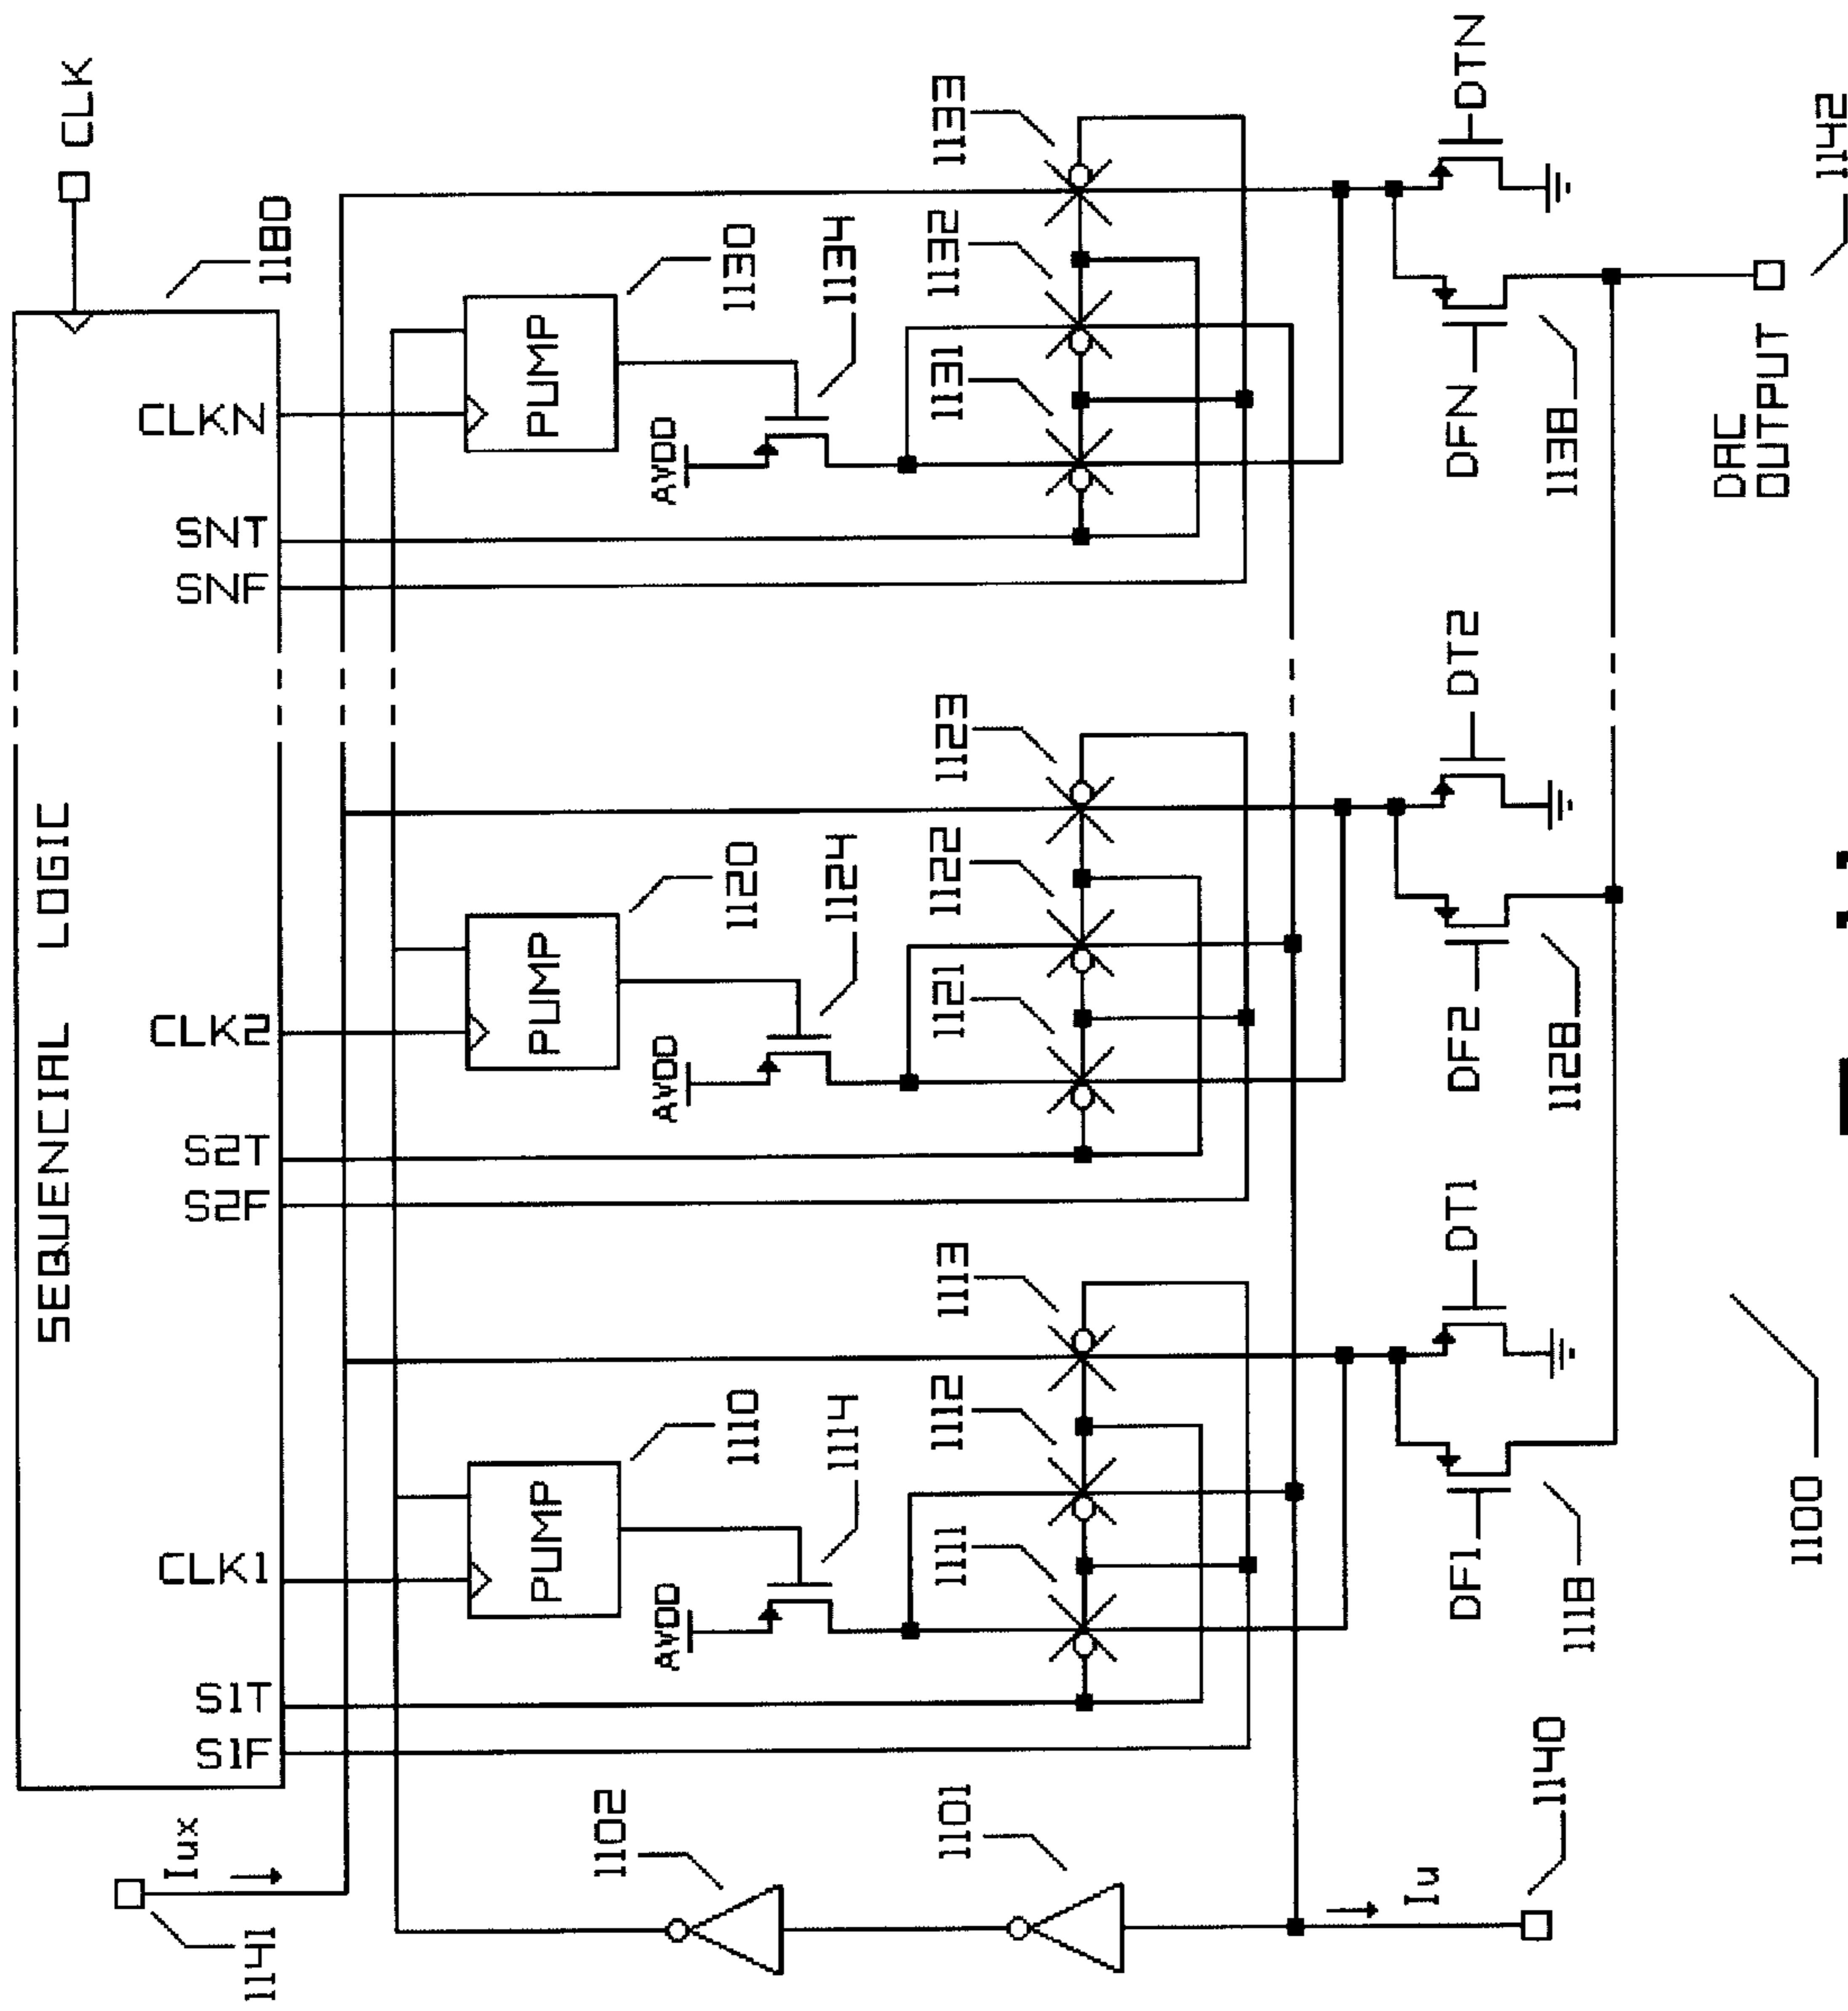 SEQUENCIAL LOGIC
CLK
Iux
1141
S1F
S1T
CLK1
S2F
S2T
CLK2
SNF
SNT
CLKN
1180
PUMP
1110
PUMP
1120
PUMP
1130
1102
AVDD
1114
AVDD
1124
AVDD
1134
1101
1111
1112
1113
1121
1122
1123
1131
1132
1133
Iu
1140
DF1
DT1
DF2
DT2
DFN
DTN
1118
1128
1138
DAC
OUTPUT
1142
1100